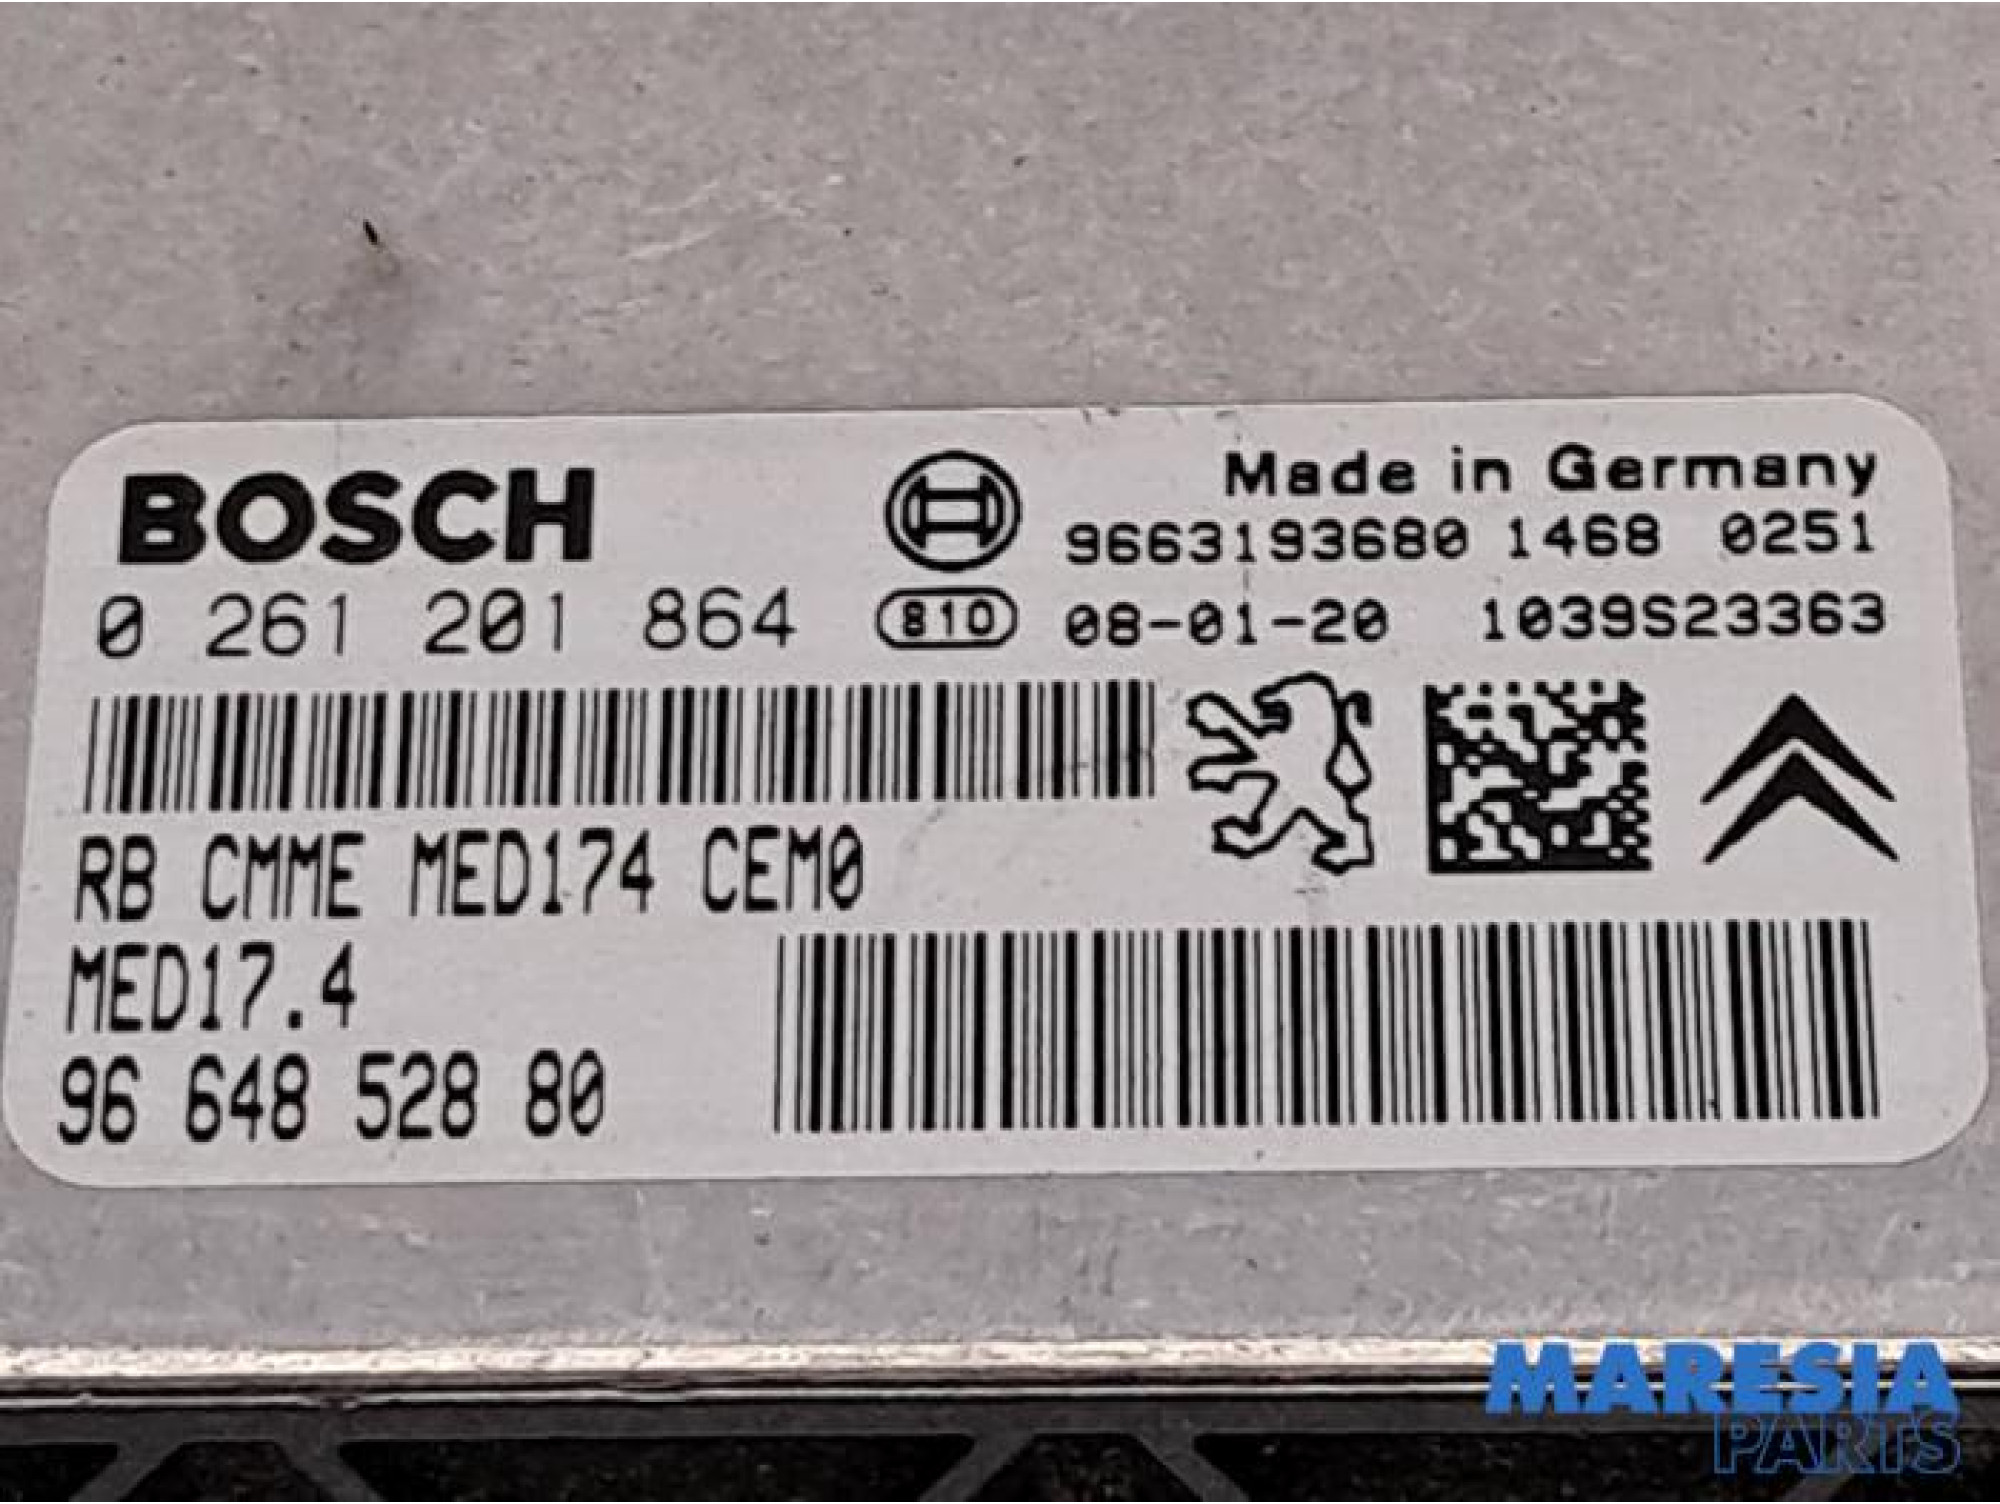 BOSCH
Made in Germany
9663193680 1468 0251
0 261 201 864
810 08-01-20 1039S23363
RB CMME MED174 CEM0
MED17.4
96 648 528 80
MARESIA
PARTS